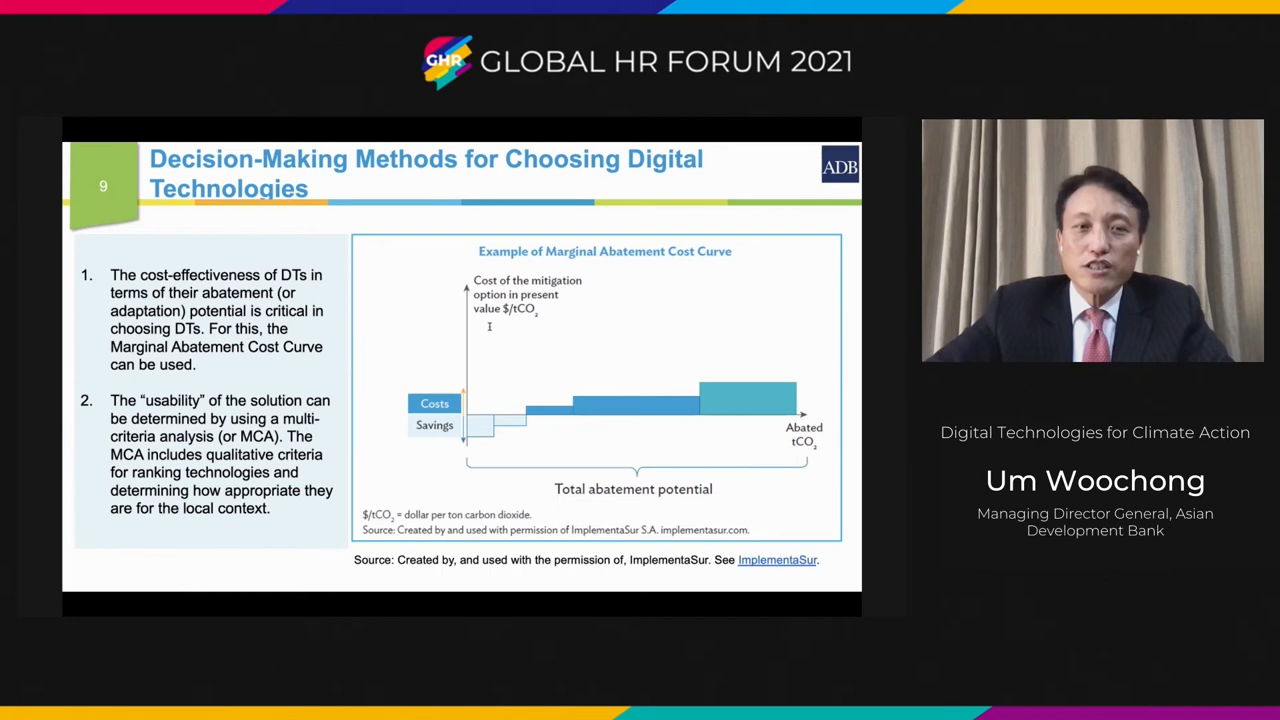 GHR GLOBAL HR FORUM 2021
9
Decision-Making Methods for Choosing Digital
Technologies
ADB
1. The cost-effectiveness of DTs in
terms of their abatement (or
adaptation) potential is critical in
choosing DTs. For this, the
Marginal Abatement Cost Curve
can be used.
2. The “usability” of the solution can
be determined by using a multi-
criteria analysis (or MCA). The
MCA includes qualitative criteria
for ranking technologies and
determining how appropriate they
are for the local context.
Example of Marginal Abatement Cost Curve
Cost of the mitigation
option in present
value $/tCO₂
Costs
Savings
Abated
tCO₂
Total abatement potential
$/tCO₂ = dollar per ton carbon dioxide.
Source: Created by and used with permission of ImplementaSur S.A. implementasur.com.
Source: Created by, and used with the permission of, ImplementaSur. See ImplementaSur.
Digital Technologies for Climate Action
Um Woochong
Managing Director General, Asian
Development Bank